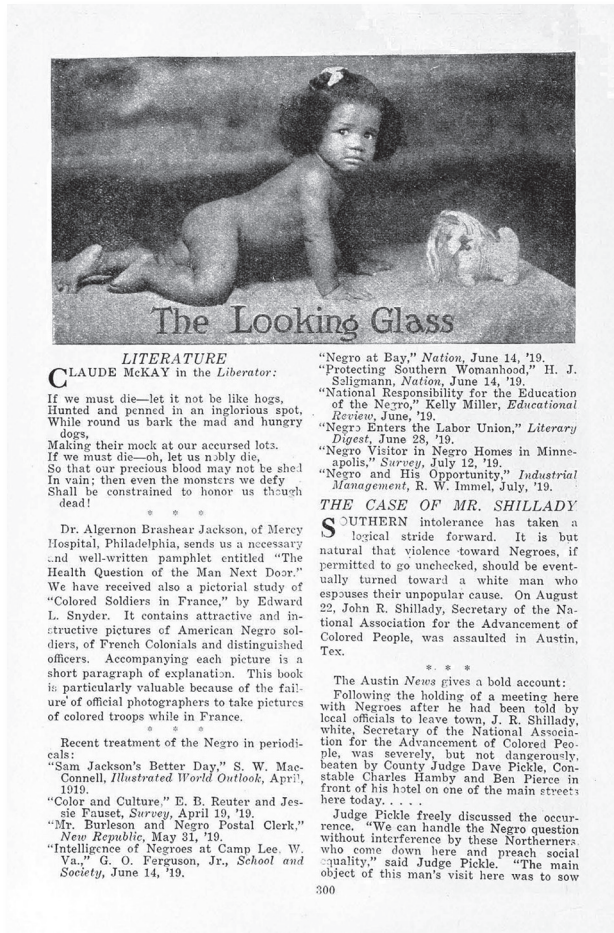 The Looking Glass
LITERATURE
CLAUDE McKAY in the Liberator:
If we must die—let it not be like hogs,
Hunted and penned in an inglorious spot,
While round us bark the mad and hungry
dogs,
Making their mock at our accursed lots.
If we must die—oh, let us nobly die,
So that our precious blood may not be shed
In vain; then even the monsters we defy
Shall be constrained to honor us though
dead!
* * *
Dr. Algernon Brashear Jackson, of Mercy
Hospital, Philadelphia, sends us a necessary
and well-written pamphlet entitled "The
Health Question of the Man Next Door."
We have received also a pictorial study of
"Colored Soldiers in France," by Edward
L. Snyder. It contains attractive and in-
structive pictures of American Negro sol-
diers, of French Colonials and distinguished
officers. Accompanying each picture is a
short paragraph of explanation. This book
is particularly valuable because of the fail-
ure of official photographers to take pictures
of colored troops while in France.
* * *
Recent treatment of the Negro in periodi-
cals:
"Sam Jackson's Better Day," S. W. Mac-
Connell, Illustrated World Outlook, April,
1919.
"Color and Culture," E. B. Reuter and Jes-
sie Fauset, Survey, April 19, '19.
"Mr. Burleson and Negro Postal Clerk,"
New Republic, May 31, '19.
"Intelligence of Negroes at Camp Lee, W.
Va.," G. O. Ferguson, Jr., School and
Society, June 14, '19.
"Negro at Bay," Nation, June 14, '19.
"Protecting Southern Womanhood," H. J.
Seligmann, Nation, June 14, '19.
"National Responsibility for the Education
of the Negro," Kelly Miller, Educational
Review, June, '19.
"Negro Enters the Labor Union," Literary
Digest, June 28, '19.
"Negro Visitor in Negro Homes in Minne-
apolis," Survey, July 12, '19.
"Negro and His Opportunity," Industrial
Management, R. W. Immel, July, '19.
THE CASE OF MR. SHILLADY
SOUTHERN intolerance has taken a
logical stride forward. It is but
natural that violence toward Negroes, if
permitted to go unchecked, should be event-
ually turned toward a white man who
espouses their unpopular cause. On August
22, John R. Shillady, Secretary of the Na-
tional Association for the Advancement of
Colored People, was assaulted in Austin,
Tex.
* * *
The Austin News gives a bold account:
Following the holding of a meeting here
with Negroes after he had been told by
local officials to leave town, J. R. Shillady,
white, Secretary of the National Associa-
tion for the Advancement of Colored Peo-
ple, was severely, but not dangerously,
beaten by County Judge Dave Pickle, Con-
stable Charles Hamby and Ben Pierce in
front of his hotel on one of the main streets
here today. . . . .
Judge Pickle freely discussed the occur-
rence. "We can handle the Negro question
without interference by these Northerners
who come down here and preach social
equality," said Judge Pickle. "The main
object of this man's visit here was to sow
300